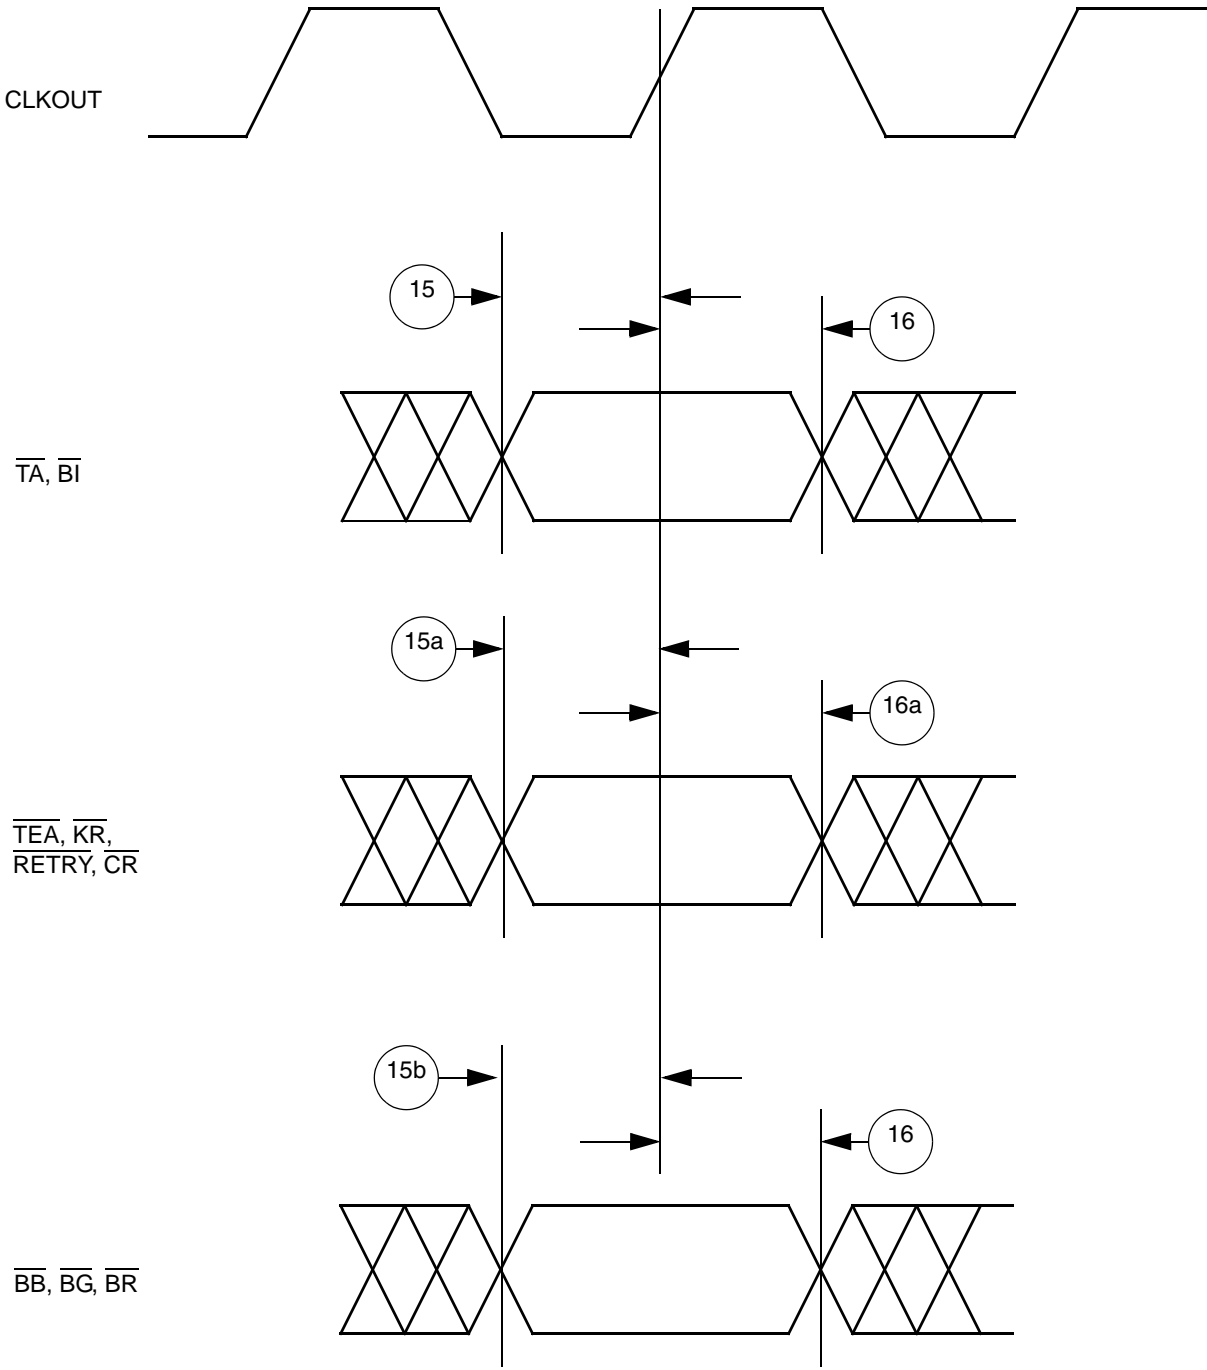 CLKOUT
15
16
TA, BI
15a
16a
TEA, KR,
RETRY, CR
15b
16
BB, BG, BR